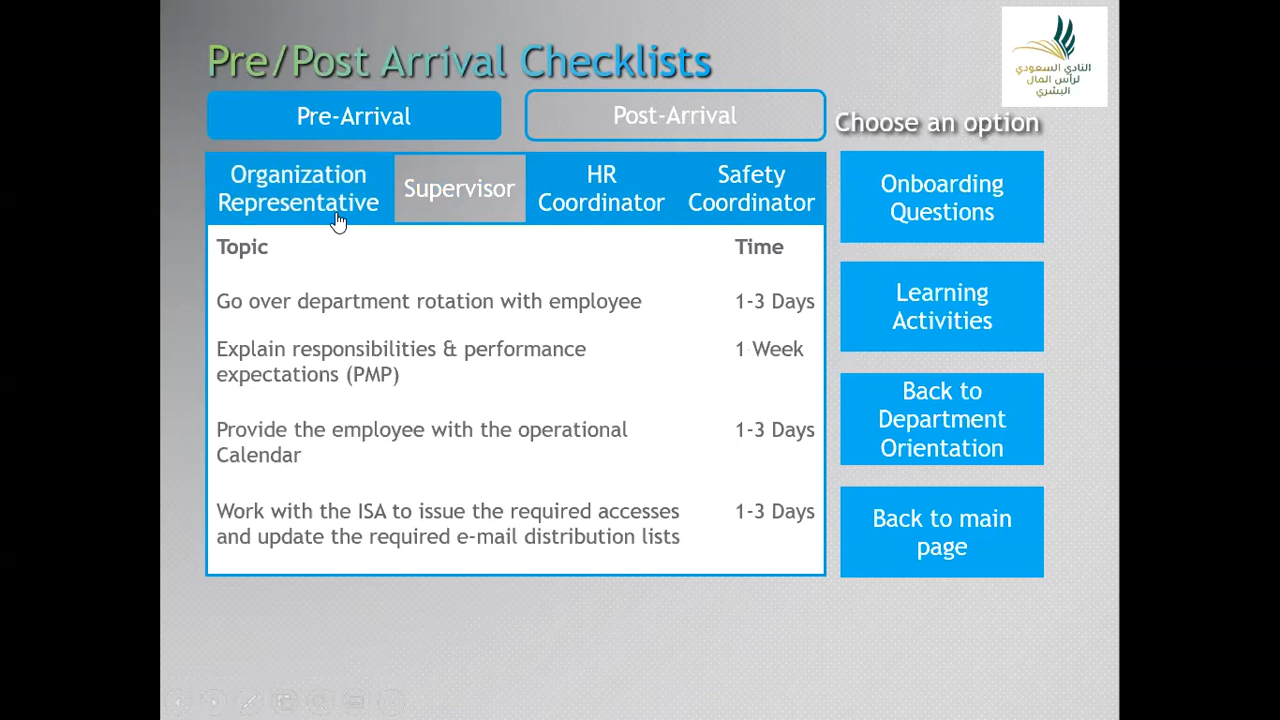 Pre/Post Arrival Checklists
النادي السعودي
لرأس المال
البشري
Pre-Arrival
Post-Arrival
Choose an option
Organization
Representative
Supervisor
HR
Coordinator
Safety
Coordinator
Topic
Time
Go over department rotation with employee
1-3 Days
Explain responsibilities & performance
expectations (PMP)
1 Week
Provide the employee with the operational
Calendar
1-3 Days
Work with the ISA to issue the required accesses
and update the required e-mail distribution lists
1-3 Days
Onboarding
Questions
Learning
Activities
Back to
Department
Orientation
Back to main
page